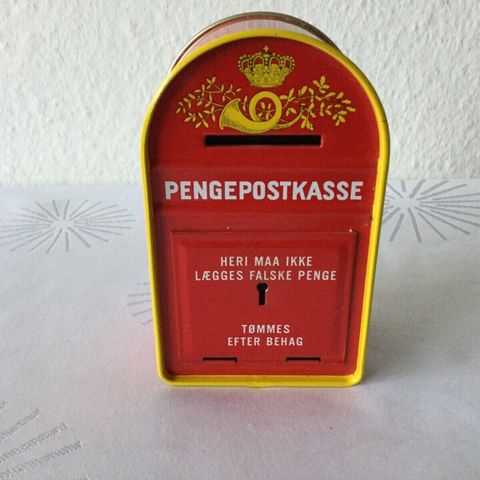 PENGEPOSTKASSE
HERI MAA IKKE
LÆGGES FALSKE PENGE
TØMMES
EFTER BEHAG